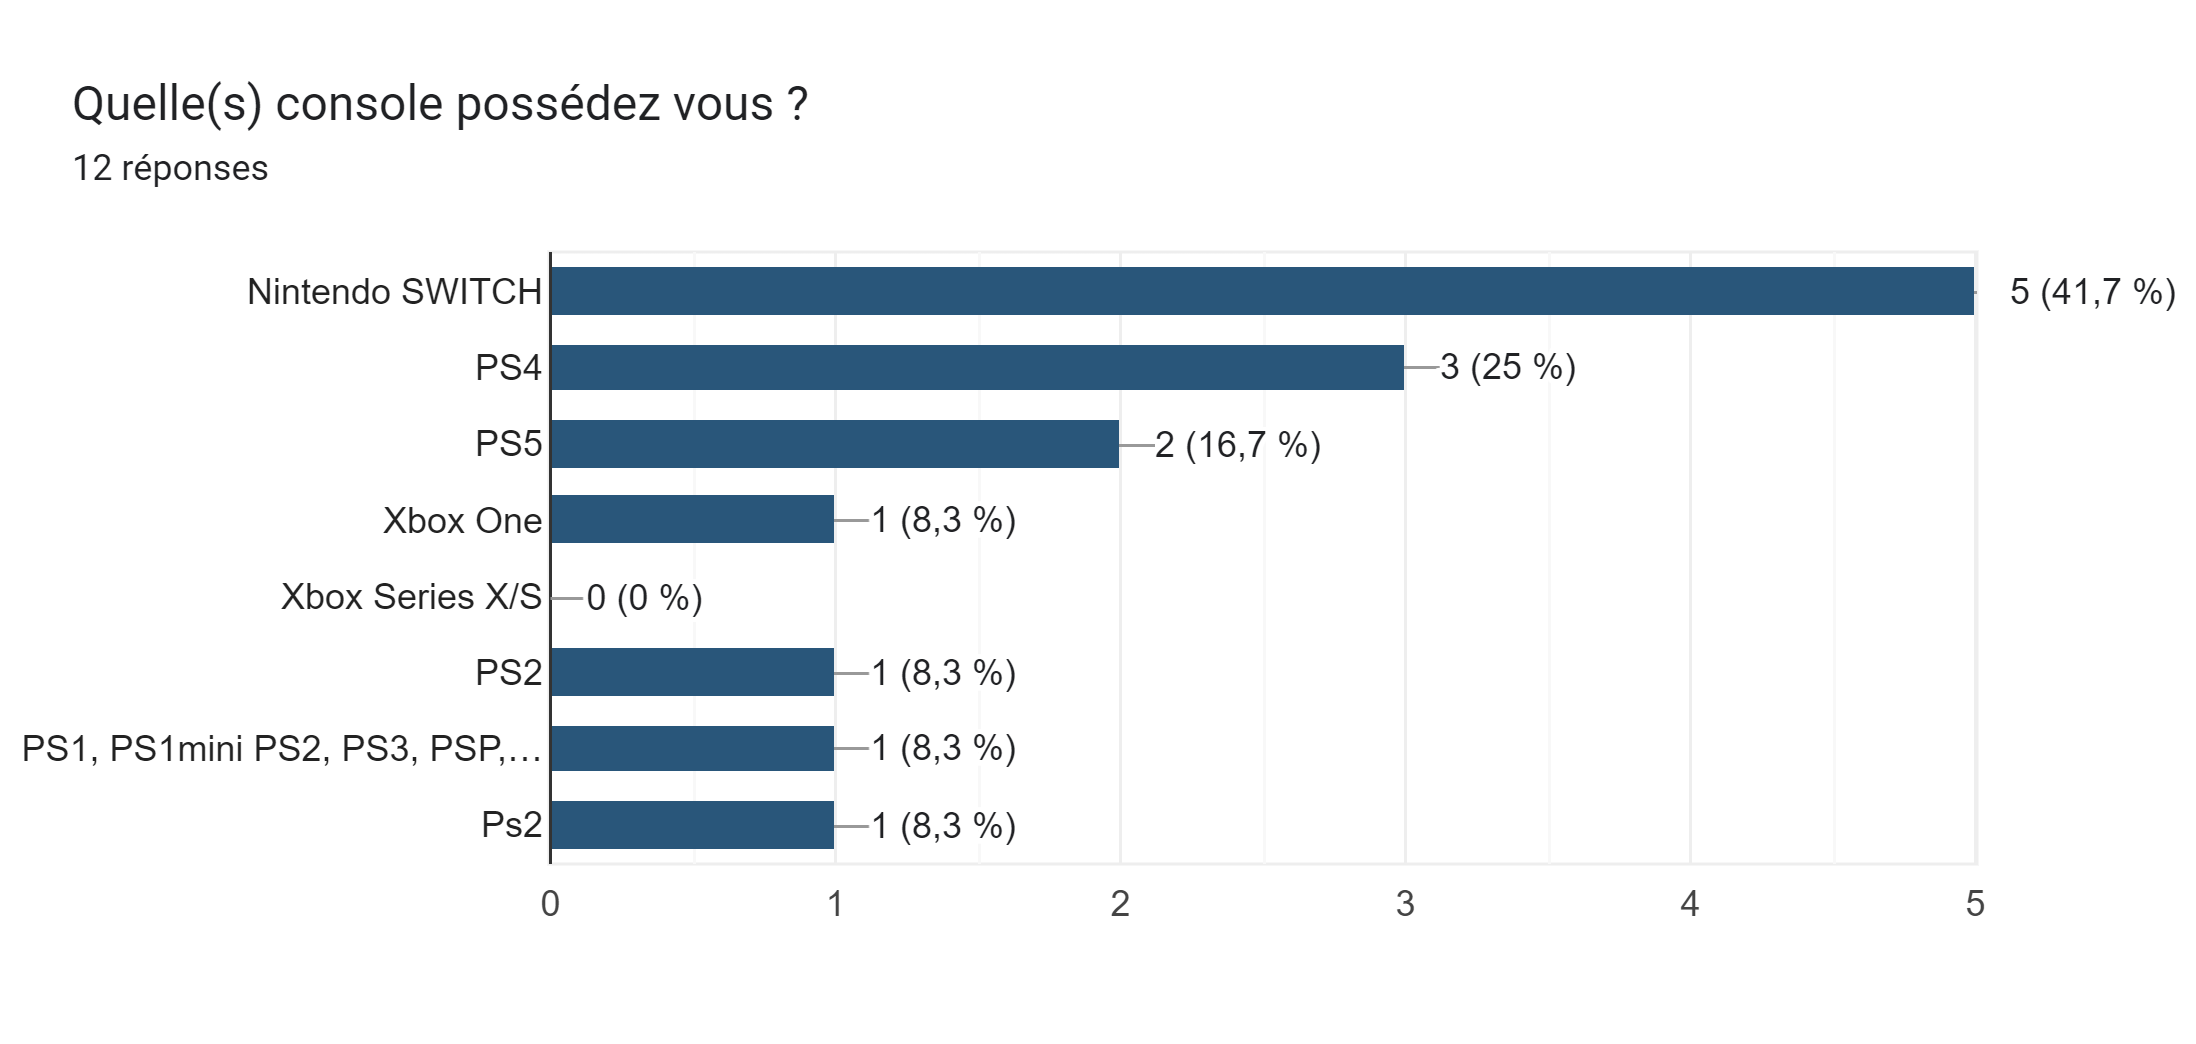 Quelle(s) console possédez vous ?
12 réponses
Nintendo SWITCH 5 (41,7 %)
PS4 3 (25 %)
PS5 2 (16,7 %)
Xbox One 1 (8,3 %)
Xbox Series X/S 0 (0 %)
PS2 1 (8,3 %)
PS1, PS1mini PS2, PS3, PSP,… 1 (8,3 %)
Ps2 1 (8,3 %)
0 1 2 3 4 5